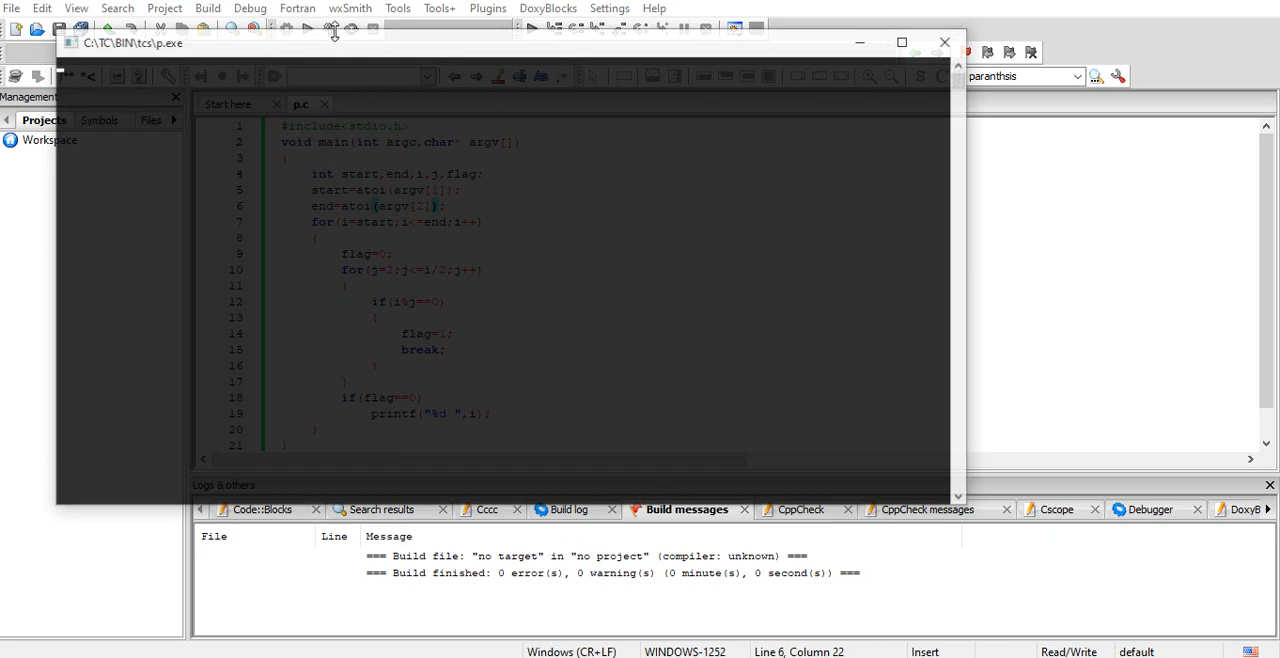 File Edit View Search Project Build Debug Fortran wxSmith Tools Tools+ Plugins DoxyBlocks Settings Help
C:\TC\BIN\tcs\p.exe
paranthsis
Management
Start here p.c
Projects Symbols Files
Workspace
1 #include<stdio.h>
2 void main(int argc,char* argv[])
3 {
4 int start,end,i,j,flag;
5 start=atoi(argv[1]);
6 end=atoi(argv[2]);
7 for(i=start;i<=end;i++)
8 {
9 flag=0;
10 for(j=2;j<=i/2;j++)
11 {
12 if(i%j==0)
13 {
14 flag=1;
15 break;
16 }
17 }
18 if(flag==0)
19 printf("%d ",i);
20 }
21 }
Logs & others
Code::Blocks Search results Cccc Build log Build messages CppCheck CppCheck messages Cscope Debugger DoxyB
File Line Message
=== Build file: "no target" in "no project" (compiler: unknown) ===
=== Build finished: 0 error(s), 0 warning(s) (0 minute(s), 0 second(s)) ===
Windows (CR+LF) WINDOWS-1252 Line 6, Column 22 Insert Read/Write default